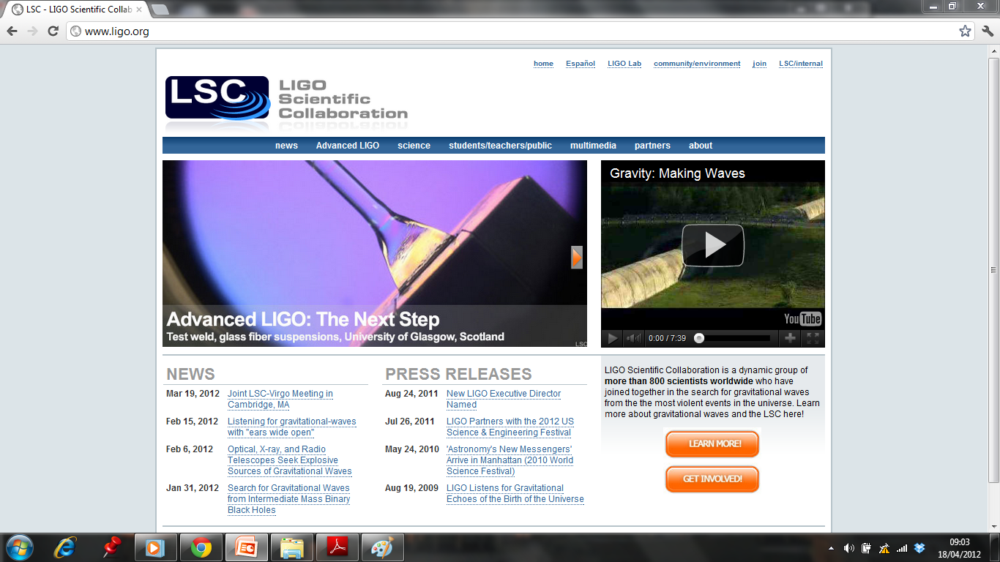 LSC - LIGO Scientific Collab
www.ligo.org
home Español LIGO Lab community/environment join LSC/internal
LSC
LIGO
Scientific
Collaboration
news Advanced LIGO science students/teachers/public multimedia partners about
Advanced LIGO: The Next Step
Test weld, glass fiber suspensions, University of Glasgow, Scotland
LSC
Gravity: Making Waves
YouTube
0:00 / 7:39
NEWS
Mar 19, 2012 Joint LSC-Virgo Meeting in
Cambridge, MA
Feb 15, 2012 Listening for gravitational-waves
with "ears wide open"
Feb 6, 2012 Optical, X-ray, and Radio
Telescopes Seek Explosive
Sources of Gravitational Waves
Jan 31, 2012 Search for Gravitational Waves
from Intermediate Mass Binary
Black Holes
PRESS RELEASES
Aug 24, 2011 New LIGO Executive Director
Named
Jul 26, 2011 LIGO Partners with the 2012 US
Science & Engineering Festival
May 24, 2010 'Astronomy's New Messengers'
Arrive in Manhattan (2010 World
Science Festival)
Aug 19, 2009 LIGO Listens for Gravitational
Echoes of the Birth of the Universe
LIGO Scientific Collaboration is a dynamic group of
more than 800 scientists worldwide who have
joined together in the search for gravitational waves
from the the most violent events in the universe. Learn
more about gravitational waves and the LSC here!
LEARN MORE!
GET INVOLVED!
09:03
18/04/2012